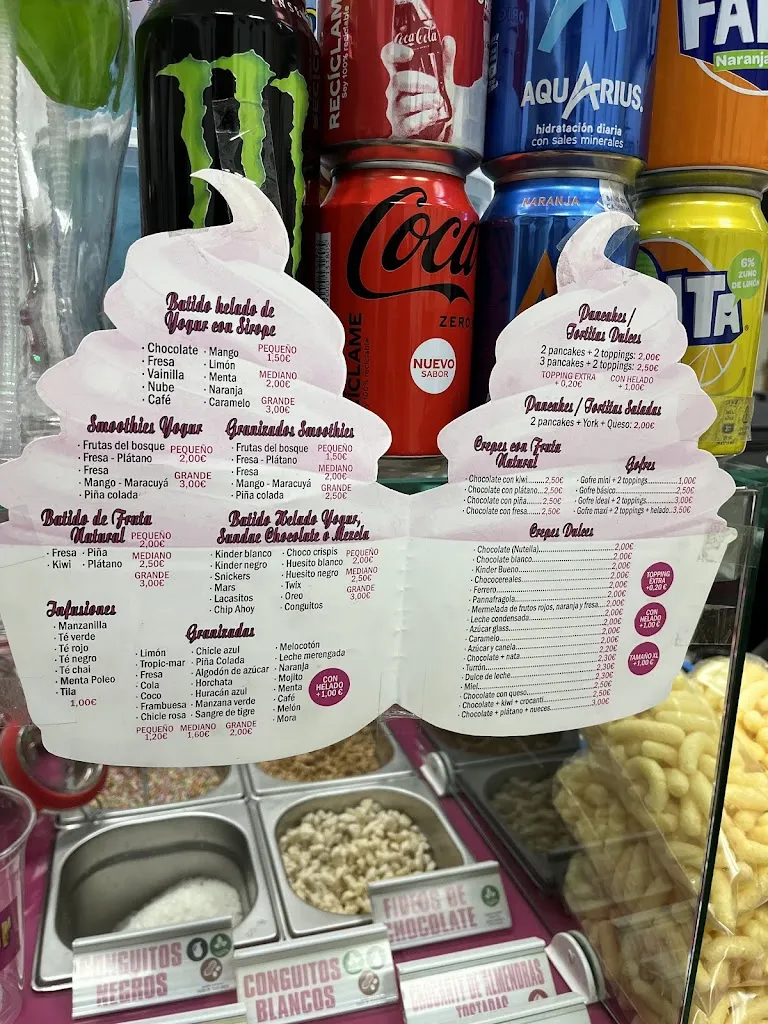 RECICLAME
Soy 100% reciclable
Coca-Cola
AQUARIUS
hidratación diaria
con sales minerales
Naranja
NARANJA
Coca
ZERO
NUEVO
SABOR
6%
ZUMO
DE LIMÓN
Batido helado de
Yogur con Sirope
· Chocolate
· Fresa
· Vainilla
· Nube
· Café
· Mango
· Limón
· Menta
· Naranja
· Caramelo
PEQUEÑO
1,50€
MEDIANO
2,00€
GRANDE
3,00€
Smoothies Yogur
· Frutas del bosque
· Fresa - Plátano
· Fresa
· Mango - Maracuyá
· Piña colada
PEQUEÑO
2,00€
GRANDE
3,00€
Granizados Smoothies
· Frutas del bosque
· Fresa - Plátano
· Fresa
· Mango - Maracuyá
· Piña colada
PEQUEÑO
1,50€
MEDIANO
2,00€
GRANDE
2,50€
Batido de Fruta
Natural
· Fresa · Piña
· Kiwi · Plátano
PEQUEÑO
2,00€
MEDIANO
2,50€
GRANDE
3,00€
Batido Helado Yogur,
Sundae Chocolate o Mezcla
· Kinder blanco
· Kinder negro
· Snickers
· Mars
· Lacasitos
· Chip Ahoy
· Choco crispis
· Huesito blanco
· Huesito negro
· Twix
· Oreo
· Conguitos
PEQUEÑO
2,00€
MEDIANO
2,50€
GRANDE
3,00€
Infusiones
· Manzanilla
· Té verde
· Té rojo
· Té negro
· Té chai
· Menta Poleo
· Tila
1,00€
Granizadas
· Limón
· Tropic-mar
· Fresa
· Cola
· Coco
· Frambuesa
· Chicle rosa
· Chicle azul
· Piña Colada
· Algodón de azúcar
· Horchata
· Huracán azul
· Manzana verde
· Sangre de tigre
· Melocotón
· Leche merengada
· Naranja
· Mojito
· Menta
· Café
· Melón
· Mora
CON
HELADO
+1,00 €
PEQUEÑO MEDIANO GRANDE
1,20€ 1,60€ 2,00€
Pancakes /
Tortitas Dulces
2 pancakes + 2 toppings: 2,00€
3 pancakes + 2 toppings: 2,50€
TOPPING EXTRA CON HELADO
+ 0,20€ + 1,00€
Pancakes / Tortitas Saladas
2 pancakes + York + Queso: 2,00€
Crepes con Fruta
Natural
· Chocolate con kiwi......2,50€
· Chocolate con plátano...2,50€
· Chocolate con piña......2,50€
· Chocolate con fresa.....2,50€
Gofres
· Gofre mini + 2 toppings......1,00€
· Gofre básico......2,50€
· Gofre ideal + 2 toppings......3,00€
· Gofre maxi + 2 toppings + helado..3,50€
Crepes Dulces
· Chocolate (Nutella)......2,00€
· Chocolate blanco......2,00€
· Kinder Bueno......2,00€
· Chococereales......2,00€
· Ferrero......2,00€
· Pannafragola......2,00€
· Mermelada de frutos rojos, naranja y fresa....2,00€
· Leche condensada......2,00€
· Azúcar glass......2,00€
· Caramelo......2,00€
· Azúcar y canela......2,00€
· Chocolate + nata......2,20€
· Turrón......2,30€
· Dulce de leche......2,30€
· Miel......2,50€
· Chocolate con queso......2,50€
· Chocolate + kiwi + crocanti......2,50€
· Chocolate + plátano + nueces......3,00€
TOPPING
EXTRA
+0,20 €
CON
HELADO
+1,00 €
TAMAÑO XL
+1,00 €
CONGUITOS
NEGROS
CONGUITOS
BLANCOS
FIDEOS DE
CHOCOLATE
CROCANTE DE ALMENDRAS
TOSTADAS